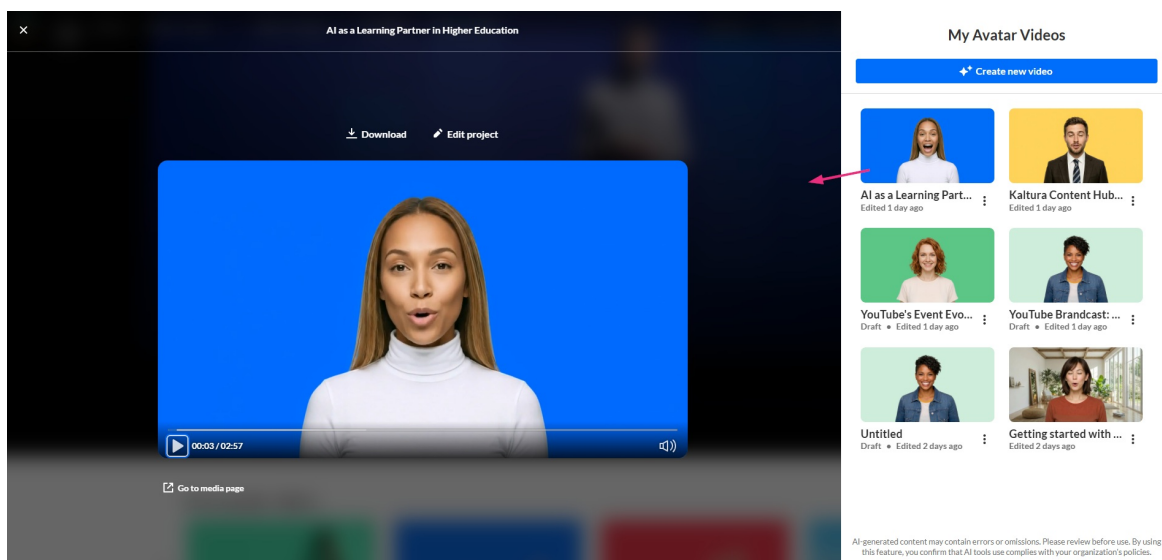 AI as a Learning Partner in Higher Education
Download
Edit project
00:03 / 02:57
Go to media page
My Avatar Videos
Create new video
AI as a Learning Part...
Edited 1 day ago
Kaltura Content Hub...
Edited 1 day ago
YouTube's Event Evo...
Draft • Edited 1 day ago
YouTube Brandcast: ...
Draft • Edited 1 day ago
Untitled
Draft • Edited 2 days ago
Getting started with ...
Edited 2 days ago
AI-generated content may contain errors or omissions. Please review before use. By using
this feature, you confirm that AI tools use complies with your organization's policies.